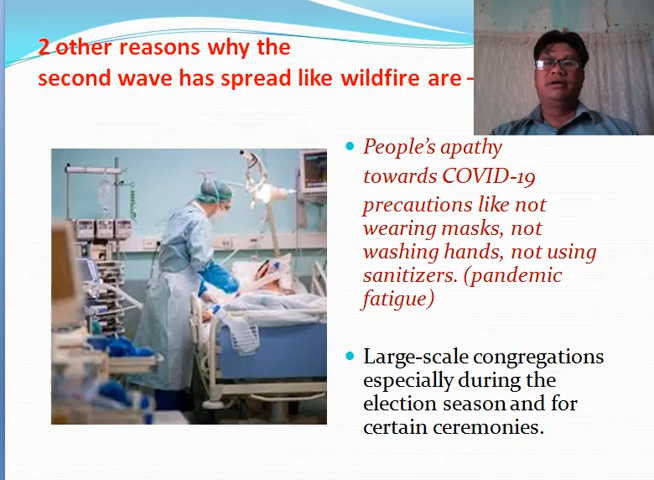 2 other reasons why the
second wave has spread like wildfire are –
People's apathy
towards COVID-19
precautions like not
wearing masks, not
washing hands, not using
sanitizers. (pandemic
fatigue)
Large-scale congregations
especially during the
election season and for
certain ceremonies.